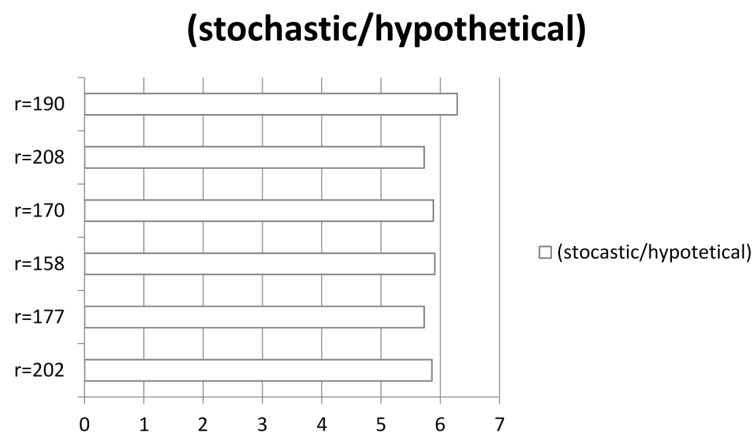 (stochastic/hypothetical)
r=190
r=208
r=170
r=158
r=177
r=202
(stocastic/hypotetical)
0 1 2 3 4 5 6 7